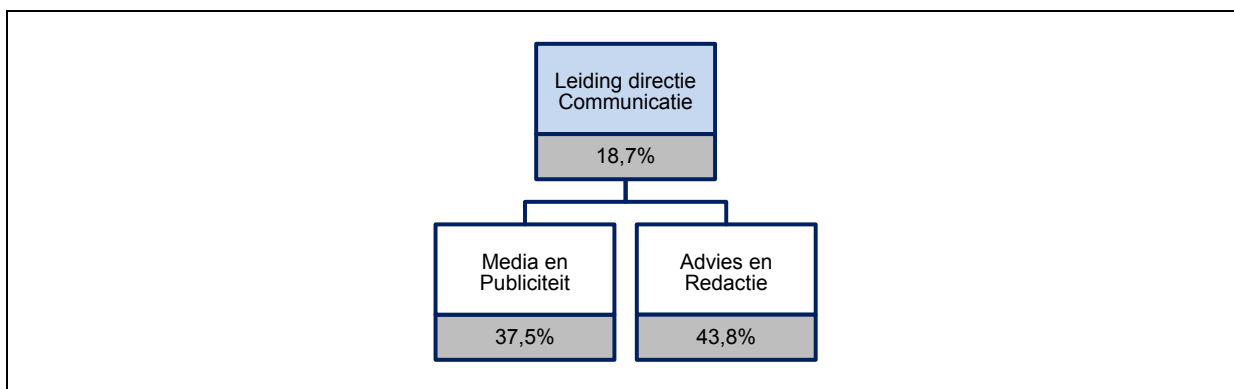 Leiding directie
Communicatie
18,7%
Media en
Publiciteit
37,5%
Advies en
Redactie
43,8%